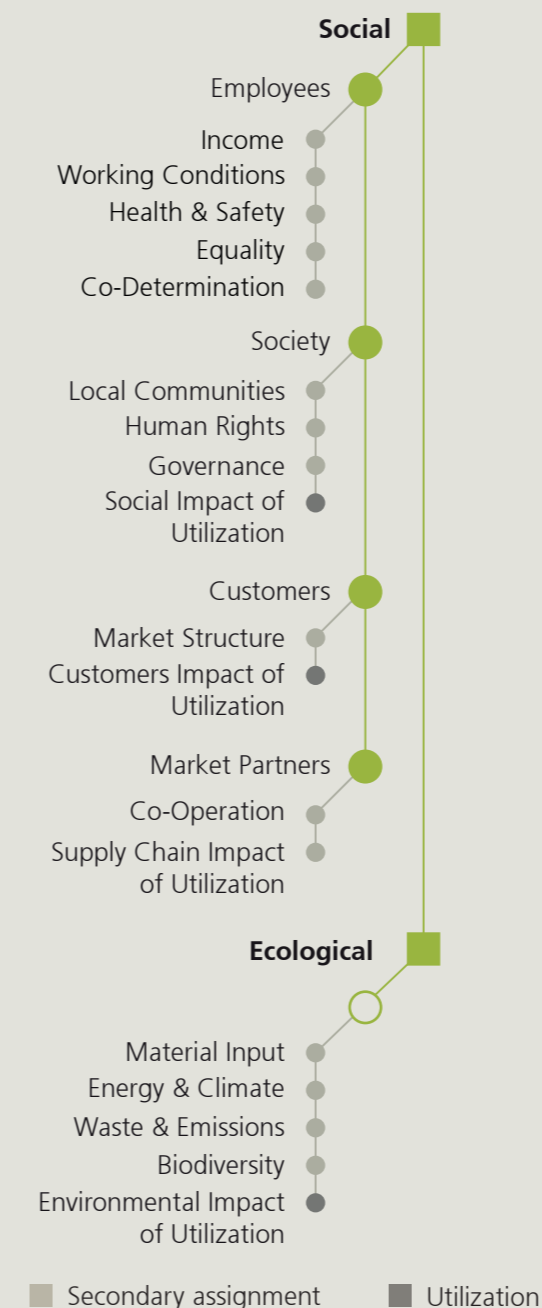 Social
Employees
Income
Working Conditions
Health & Safety
Equality
Co-Determination
Society
Local Communities
Human Rights
Governance
Social Impact of
Utilization
Customers
Market Structure
Customers Impact of
Utilization
Market Partners
Co-Operation
Supply Chain Impact
of Utilization
Ecological
Material Input
Energy & Climate
Waste & Emissions
Biodiversity
Environmental Impact
of Utilization
Secondary assignment Utilization